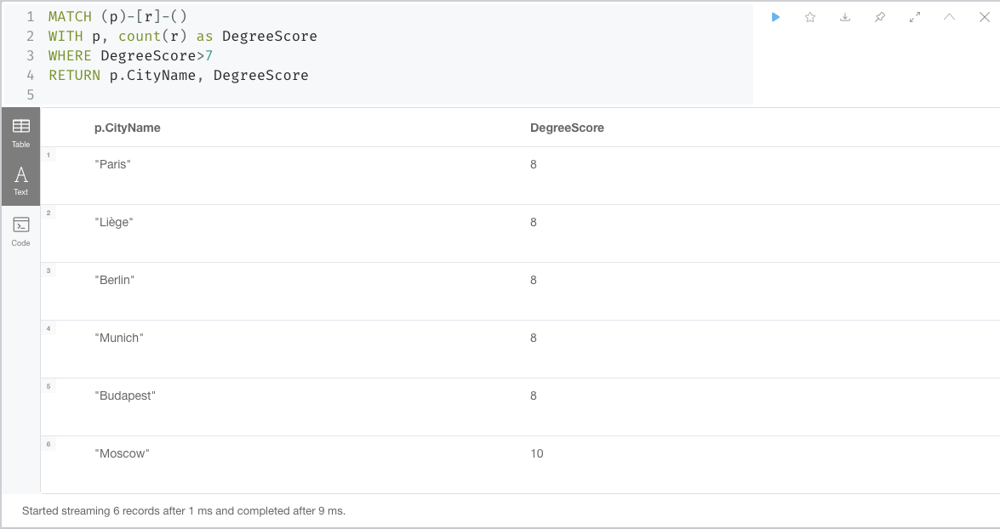 1 MATCH (p)-[r]-()
2 WITH p, count(r) as DegreeScore
3 WHERE DegreeScore>7
4 RETURN p.CityName, DegreeScore
5
Table
Text
Code
p.CityName DegreeScore
1 "Paris" 8
2 "Liège" 8
3 "Berlin" 8
4 "Munich" 8
5 "Budapest" 8
6 "Moscow" 10
Started streaming 6 records after 1 ms and completed after 9 ms.